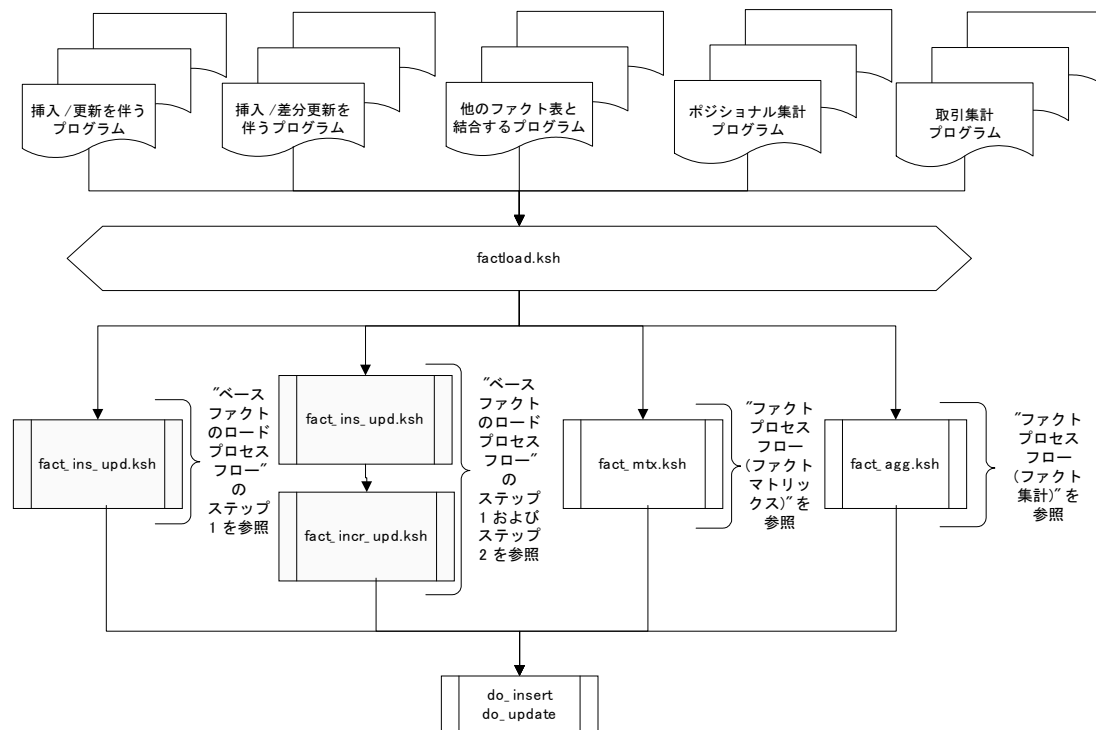 挿入/更新を伴う
プログラム
挿入/差分更新を
伴うプログラム
他のファクト表と
結合するプログラム
ポジショナル集計
プログラム
取引集計
プログラム
factload.ksh
fact_ins_upd.ksh
"ベース
ファクト
のロード
プロセス
フロー"
の
ステップ
1 を参照
fact_ins_upd.ksh
fact_incr_upd.ksh
"ベース
ファクト
のロード
プロセス
フロー"
の
ステップ
1 および
ステップ
2 を参照
fact_mtx.ksh
"ファクト
プロセス
フロー
(ファクト
マトリッ
クス)"を
参照
fact_agg.ksh
"ファクト
プロセス
フロー
(ファクト
集計)"を
参照
do_insert
do_update